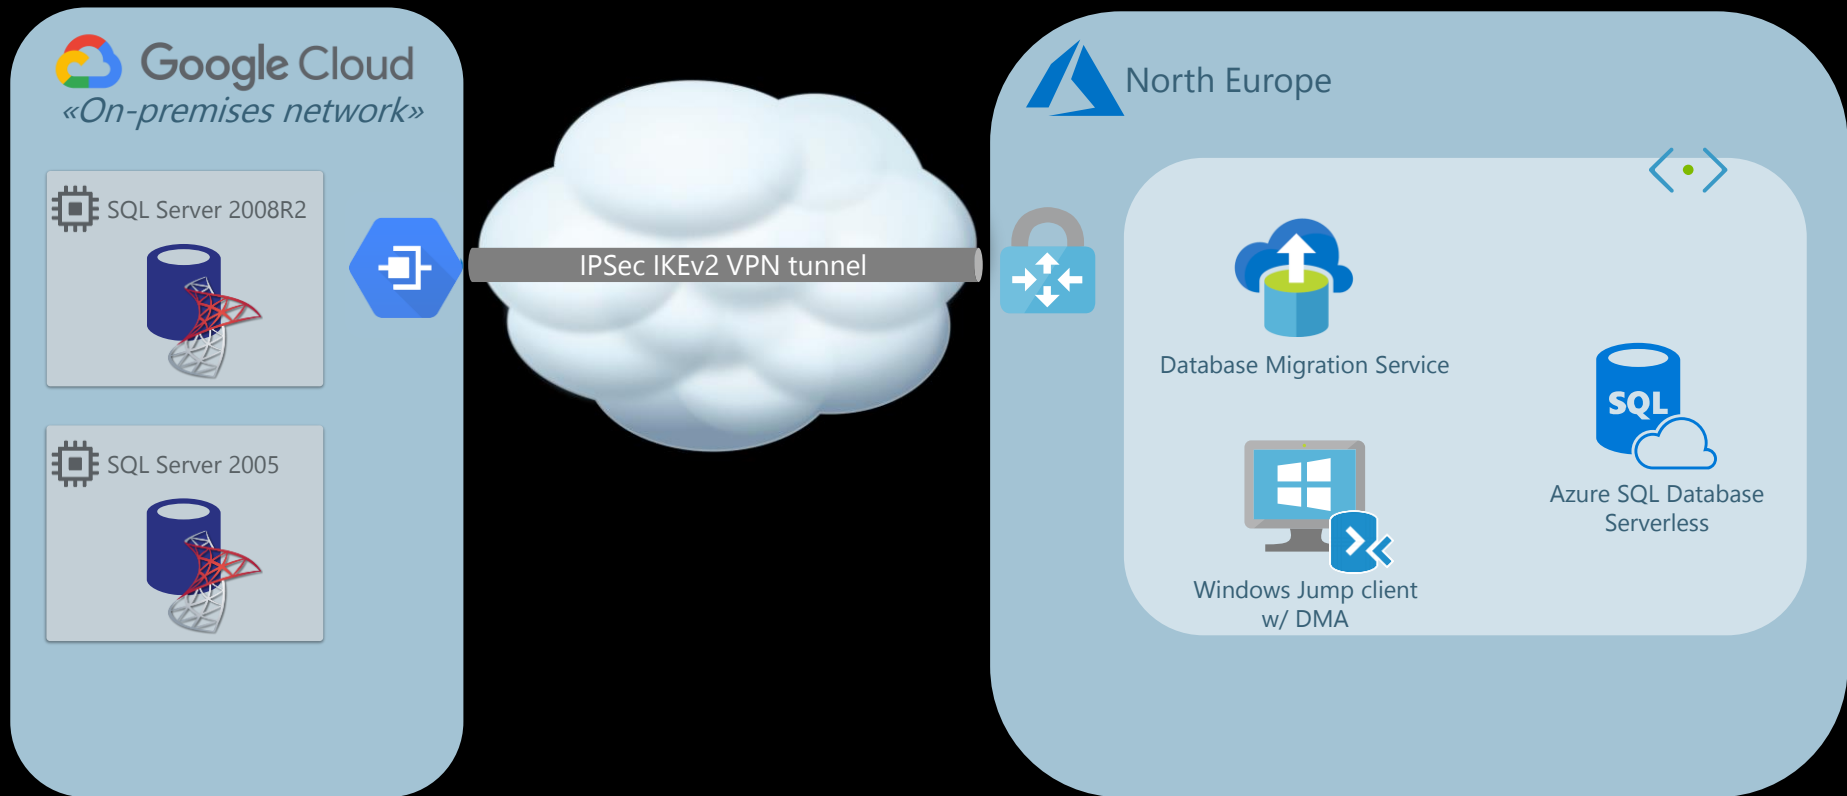 Google Cloud
«On-premises network»
SQL Server 2008R2
SQL Server 2005
IPSec IKEv2 VPN tunnel
North Europe
Database Migration Service
Windows Jump client
w/ DMA
SQL
Azure SQL Database
Serverless